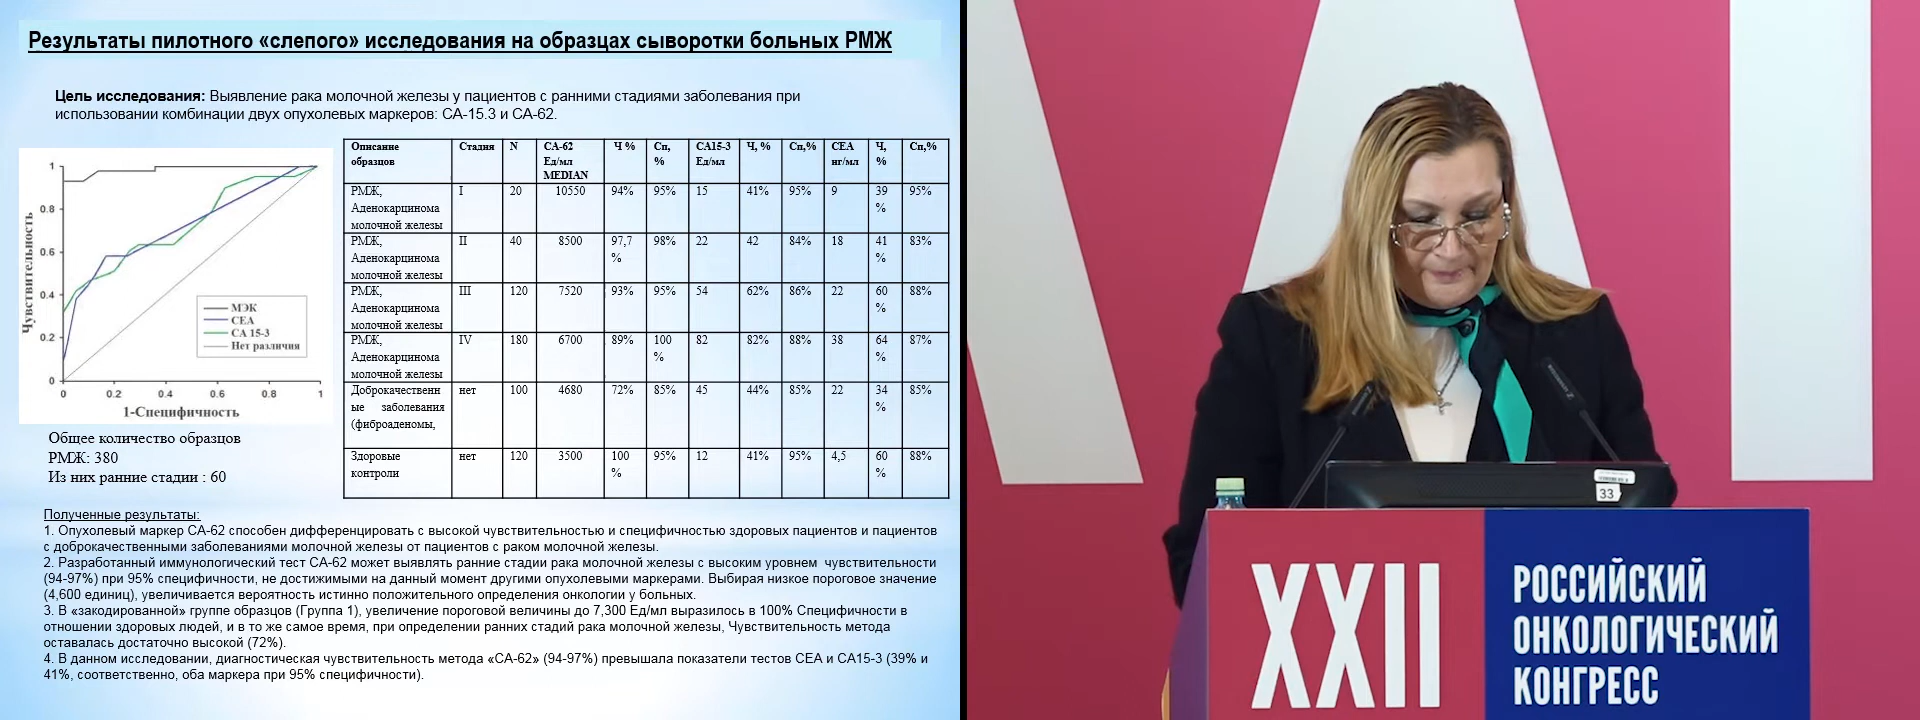 Результаты пилотного «слепого» исследования на образцах сыворотки больных РМЖ
Цель исследования: Выявление рака молочной железы у пациентов с ранними стадиями заболевания при
использовании комбинации двух опухолевых маркеров: СА-15.3 и СА-62.
1
0.8
0.6
0.4
0.2
0
0 0.2 0.4 0.6 0.8 1
Чувствительность
1-Специфичность
МЭК
CEA
CA 15-3
Нет различия
Общее количество образцов
РМЖ: 380
Из них ранние стадии : 60
Описание образцов Стадия N СА-62 Ед/мл MEDIAN Ч % Сп, % СА15-3 Ед/мл Ч, % Сп,% СЕА нг/мл Ч, % Сп,%
РМЖ, Аденокарцинома молочной железы I 20 10550 94% 95% 15 41% 95% 9 39 % 95%
РМЖ, Аденокарцинома молочной железы II 40 8500 97,7 % 98% 22 42 84% 18 41 % 83%
РМЖ, Аденокарцинома молочной железы III 120 7520 93% 95% 54 62% 86% 22 60 % 88%
РМЖ, Аденокарцинома молочной железы IV 180 6700 89% 100 % 82 82% 88% 38 64 % 87%
Доброкачественн ые заболевания (фиброаденомы, нет 100 4680 72% 85% 45 44% 85% 22 34 % 85%
Здоровые контроли нет 120 3500 100 % 95% 12 41% 95% 4,5 60 % 88%
Полученные результаты:
1. Опухолевый маркер СА-62 способен дифференцировать с высокой чувствительностью и специфичностью здоровых пациентов и пациентов
с доброкачественными заболеваниями молочной железы от пациентов с раком молочной железы.
2. Разработанный иммунологический тест СА-62 может выявлять ранние стадии рака молочной железы с высоким уровнем чувствительности
(94-97%) при 95% специфичности, не достижимыми на данный момент другими опухолевыми маркерами. Выбирая низкое пороговое значение
(4,600 единиц), увеличивается вероятность истинно положительного определения онкологии у больных.
3. В «закодированной» группе образцов (Группа 1), увеличение пороговой величины до 7,300 Ед/мл выразилось в 100% Специфичности в
отношении здоровых людей, и в то же самое время, при определении ранних стадий рака молочной железы, Чувствительность метода
оставалась достаточно высокой (72%).
4. В данном исследовании, диагностическая чувствительность метода «СА-62» (94-97%) превышала показатели тестов СЕА и СА15-3 (39% и
41%, соответственно, оба маркера при 95% специфичности).
33
XXII
РОССИЙСКИЙ
ОНКОЛОГИЧЕСКИЙ
КОНГРЕСС